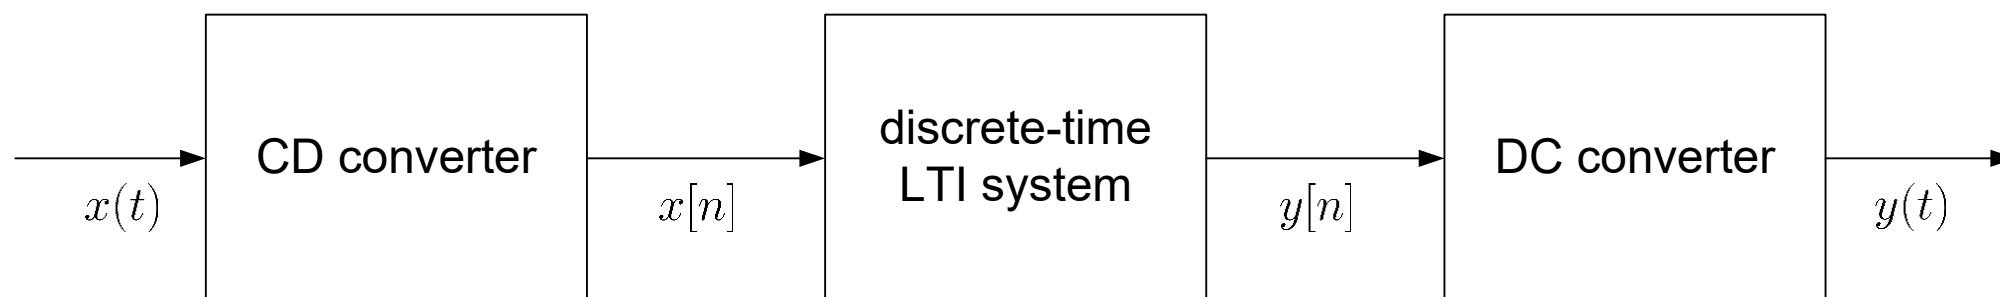 CD converter
discrete-time
LTI system
DC converter
x(t)
x[n]
y[n]
y(t)